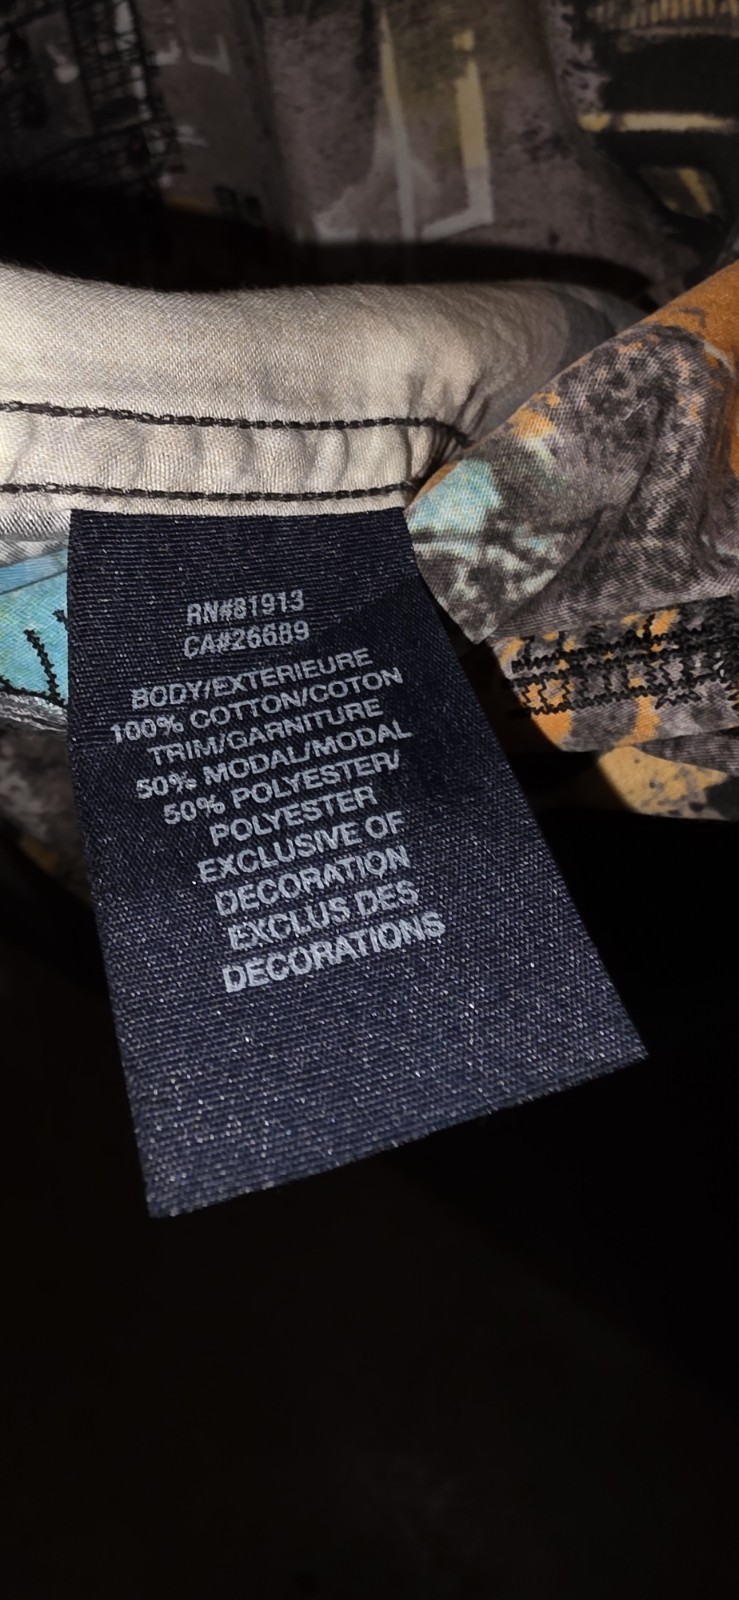 RN#81913
CA#26689
BODY/EXTERIEURE
100% COTTON/COTON
TRIM/GARNITURE
50% MODAL/MODAL
50% POLYESTER/
POLYESTER
EXCLUSIVE OF
DECORATION
EXCLUS DES
DECORATIONS